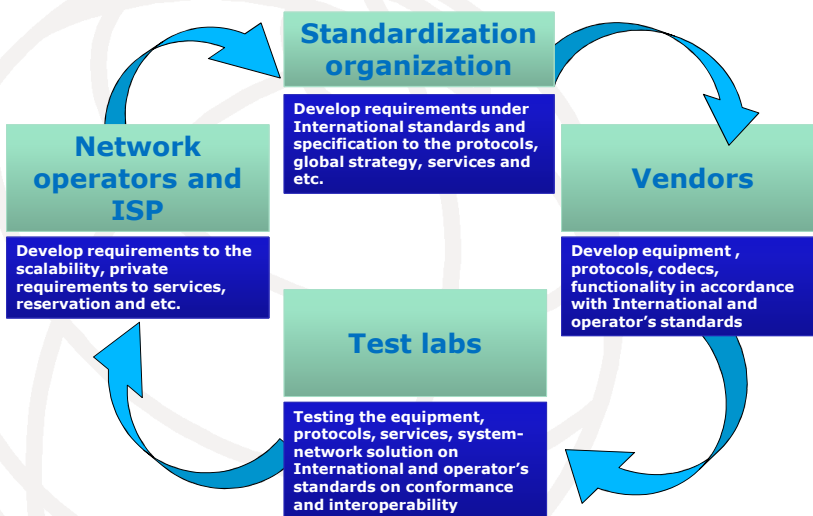 Standardization
organization
Develop requirements under
International standards and
specification to the protocols,
global strategy, services and
etc.
Network
operators and
ISP
Develop requirements to the
scalability, private
requirements to services,
reservation and etc.
Vendors
Develop equipment ,
protocols, codecs,
functionality in accordance
with International and
operator’s standards
Test labs
Testing the equipment,
protocols, services, system-
network solution on
International and operator’s
standards on conformance
and interoperability